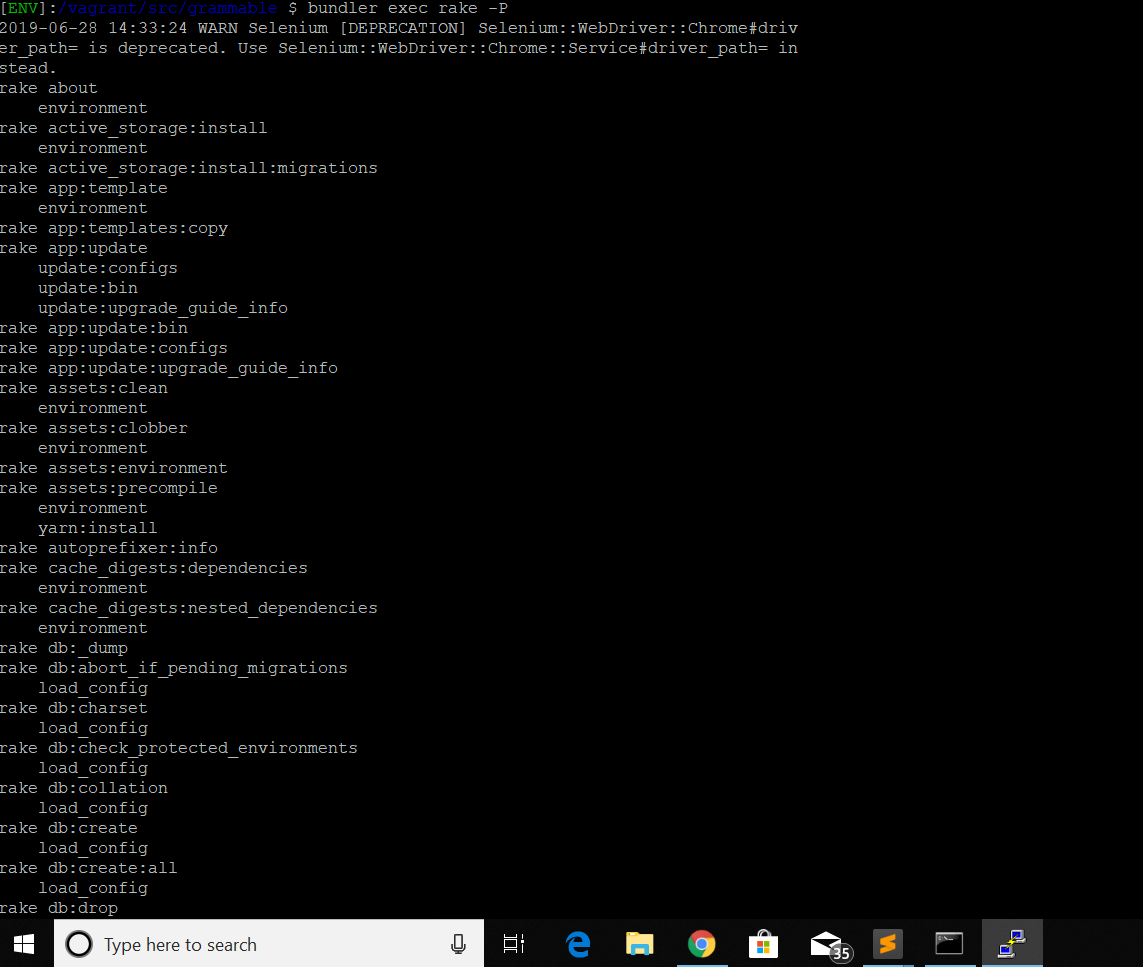 [ENV]:/vagrant/src/grammable $ bundler exec rake -P
2019-06-28 14:33:24 WARN Selenium [DEPRECATION] Selenium::WebDriver::Chrome#driv
er_path= is deprecated. Use Selenium::WebDriver::Chrome::Service#driver_path= in
stead.
rake about
    environment
rake active_storage:install
    environment
rake active_storage:install:migrations
rake app:template
    environment
rake app:templates:copy
rake app:update
    update:configs
    update:bin
    update:upgrade_guide_info
rake app:update:bin
rake app:update:configs
rake app:update:upgrade_guide_info
rake assets:clean
    environment
rake assets:clobber
    environment
rake assets:environment
rake assets:precompile
    environment
    yarn:install
rake autoprefixer:info
rake cache_digests:dependencies
    environment
rake cache_digests:nested_dependencies
    environment
rake db:_dump
rake db:abort_if_pending_migrations
    load_config
rake db:charset
    load_config
rake db:check_protected_environments
    load_config
rake db:collation
    load_config
rake db:create
    load_config
rake db:create:all
    load_config
rake db:drop
Type here to search
35